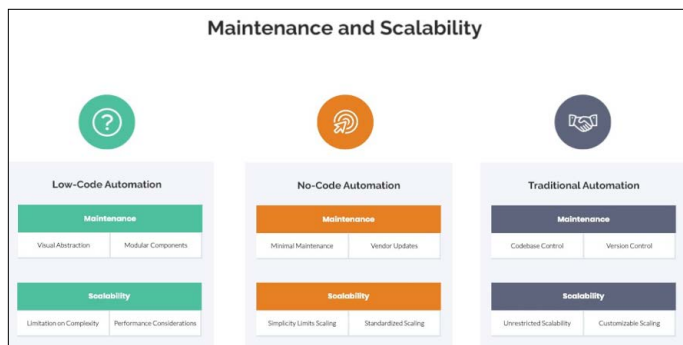 Maintenance and Scalability
Low-Code Automation
Maintenance
Visual Abstraction
Modular Components
Scalability
Limitation on Complexity
Performance Considerations
No-Code Automation
Maintenance
Minimal Maintenance
Vendor Updates
Scalability
Simplicity Limits Scaling
Standardized Scaling
Traditional Automation
Maintenance
Codebase Control
Version Control
Scalability
Unrestricted Scalability
Customizable Scaling